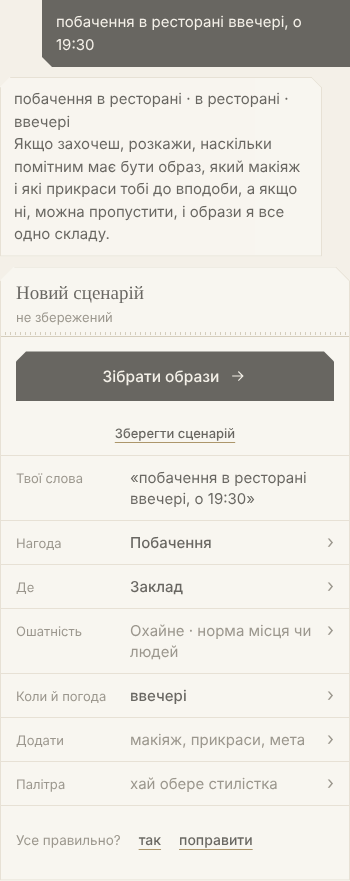 побачення в ресторані ввечері, о
19:30
побачення в ресторані · в ресторані ·
ввечері
Якщо захочеш, розкажи, наскільки
помітним має бути образ, який макіяж
і які прикраси тобі до вподоби, а якщо
ні, можна пропустити, і образи я все
одно складу.
Новий сценарій
не збережений
Зібрати образи →
Зберегти сценарій
Твої слова «побачення в ресторані
ввечері, о 19:30»
Нагода Побачення
Де Заклад
Ошатність Охайне · норма місця чи
людей
Коли й погода ввечері
Додати макіяж, прикраси, мета
Палітра хай обере стилістка
Усе правильно? так поправити